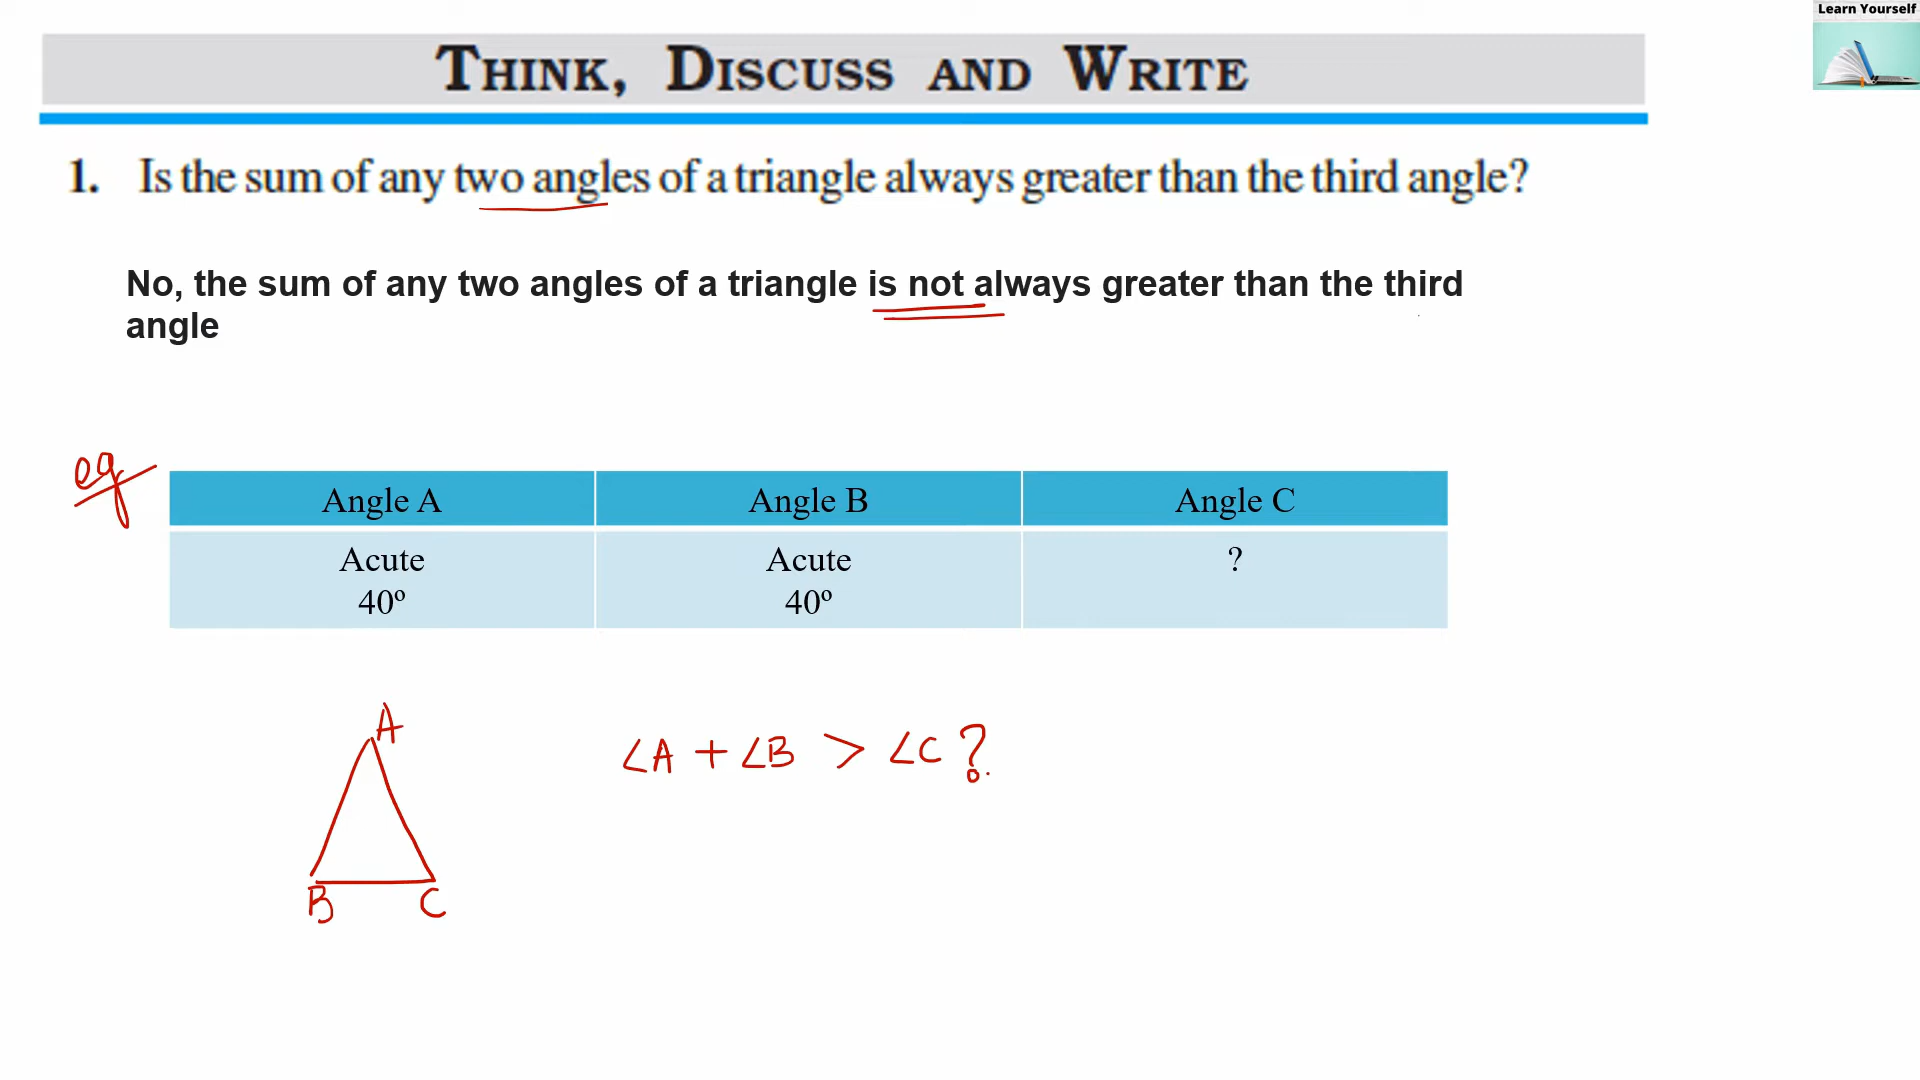 Learn Yourself
THINK, DISCUSS AND WRITE
1. Is the sum of any two angles of a triangle always greater than the third angle?
No, the sum of any two angles of a triangle is not always greater than the third
angle
eg
Angle A Angle B Angle C
Acute Acute ?
40º 40º
A
∠A + ∠B > ∠C ?
B C